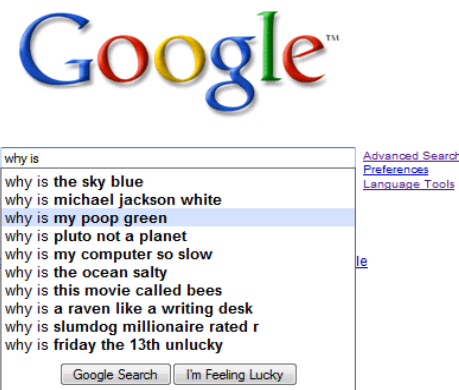 Google™
why is
Advanced Search
Preferences
Language Tools
why is the sky blue
why is michael jackson white
why is my poop green
why is pluto not a planet
why is my computer so slow
why is the ocean salty
why is this movie called bees
why is a raven like a writing desk
why is slumdog millionaire rated r
why is friday the 13th unlucky
le
Google Search
I'm Feeling Lucky